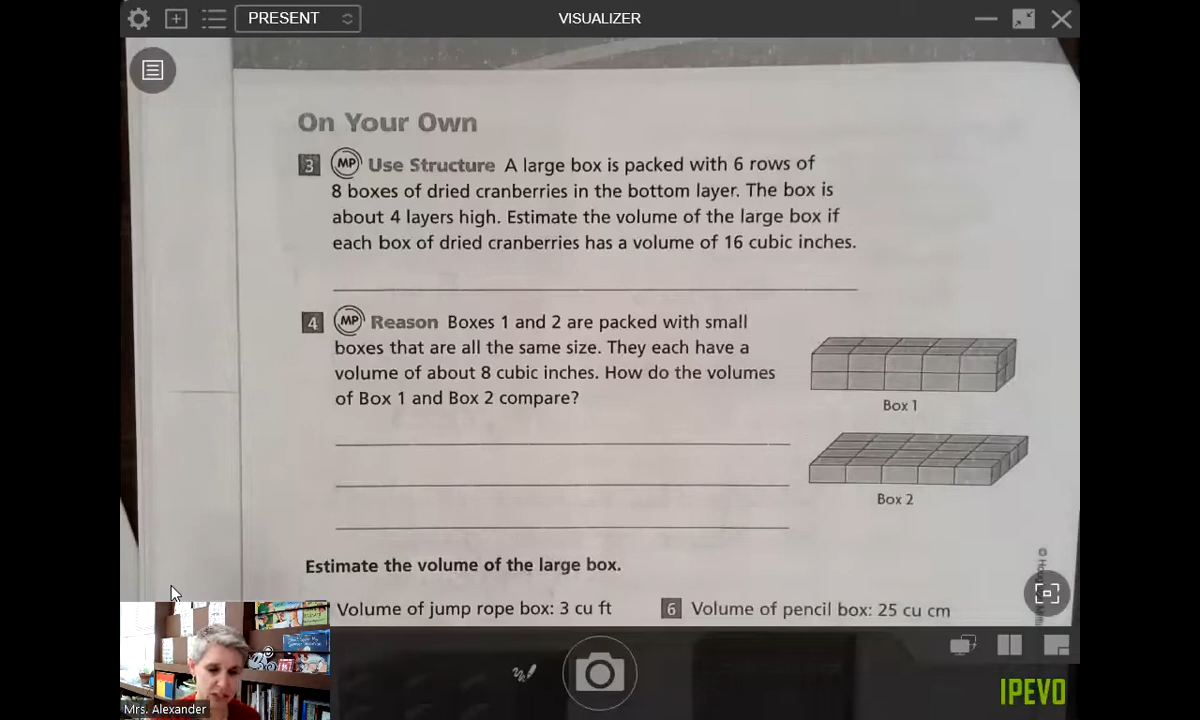 PRESENT
VISUALIZER
On Your Own
3 MP Use Structure A large box is packed with 6 rows of
8 boxes of dried cranberries in the bottom layer. The box is
about 4 layers high. Estimate the volume of the large box if
each box of dried cranberries has a volume of 16 cubic inches.
4 MP Reason Boxes 1 and 2 are packed with small
boxes that are all the same size. They each have a
volume of about 8 cubic inches. How do the volumes
of Box 1 and Box 2 compare?
Box 1
Box 2
Estimate the volume of the large box.
Volume of jump rope box: 3 cu ft
6 Volume of pencil box: 25 cu cm
Mrs. Alexander
IPEVO